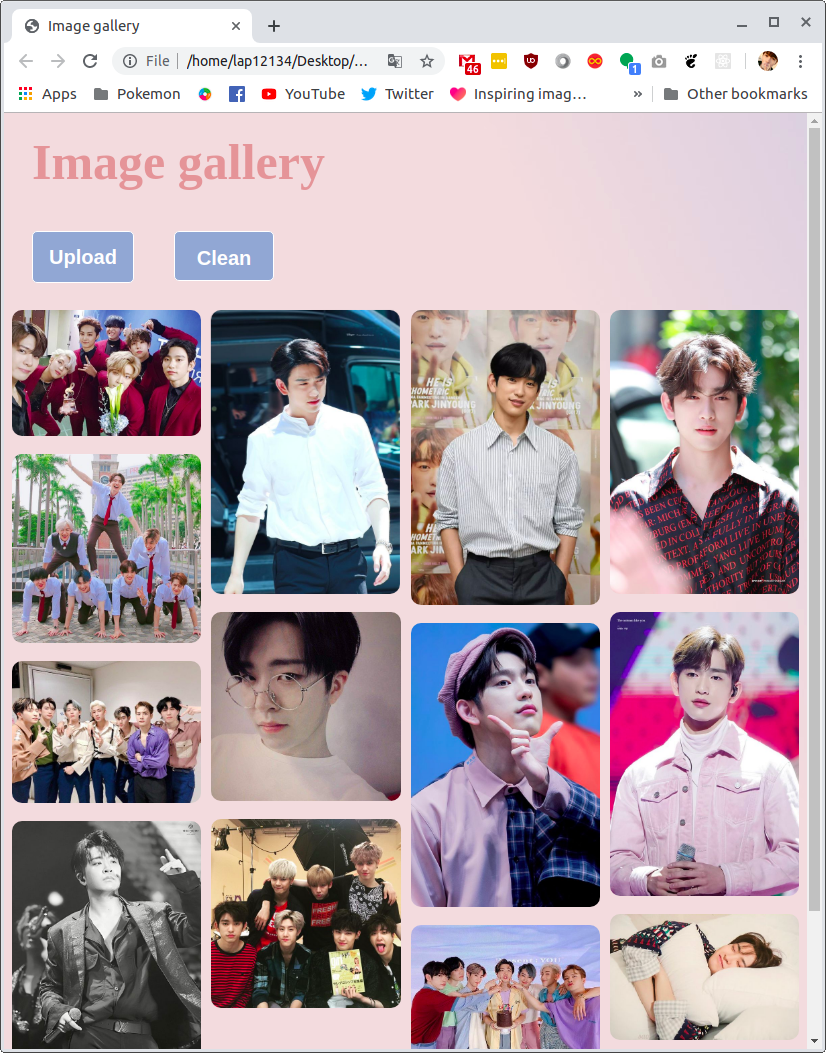 Image gallery
File
/home/lap12134/Desktop/...
46
1
Apps
Pokemon
YouTube
Twitter
Inspiring imag...
»
Other bookmarks
Image gallery
Upload
Clean
HE IS
PARK JINYOUNG
FRESH